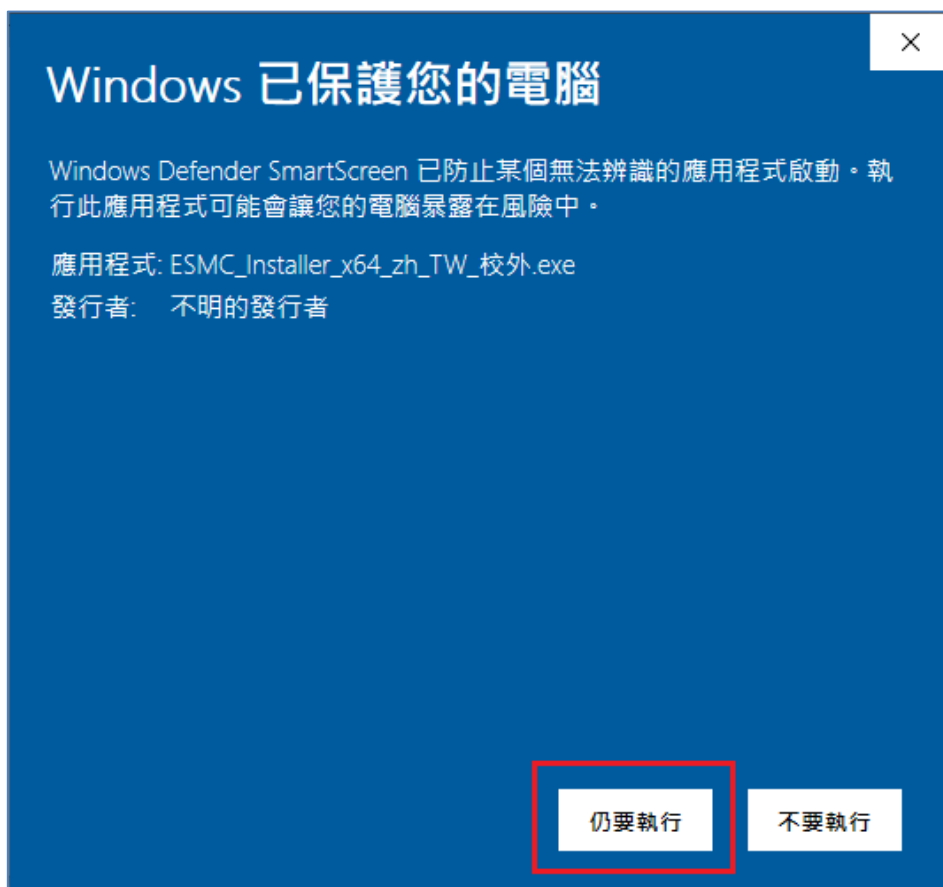 Windows 已保護您的電腦
Windows Defender SmartScreen 已防止某個無法辨識的應用程式啟動。執
行此應用程式可能會讓您的電腦暴露在風險中。
應用程式: ESMC_Installer_x64_zh_TW_校外.exe
發行者: 不明的發行者
仍要執行 不要執行